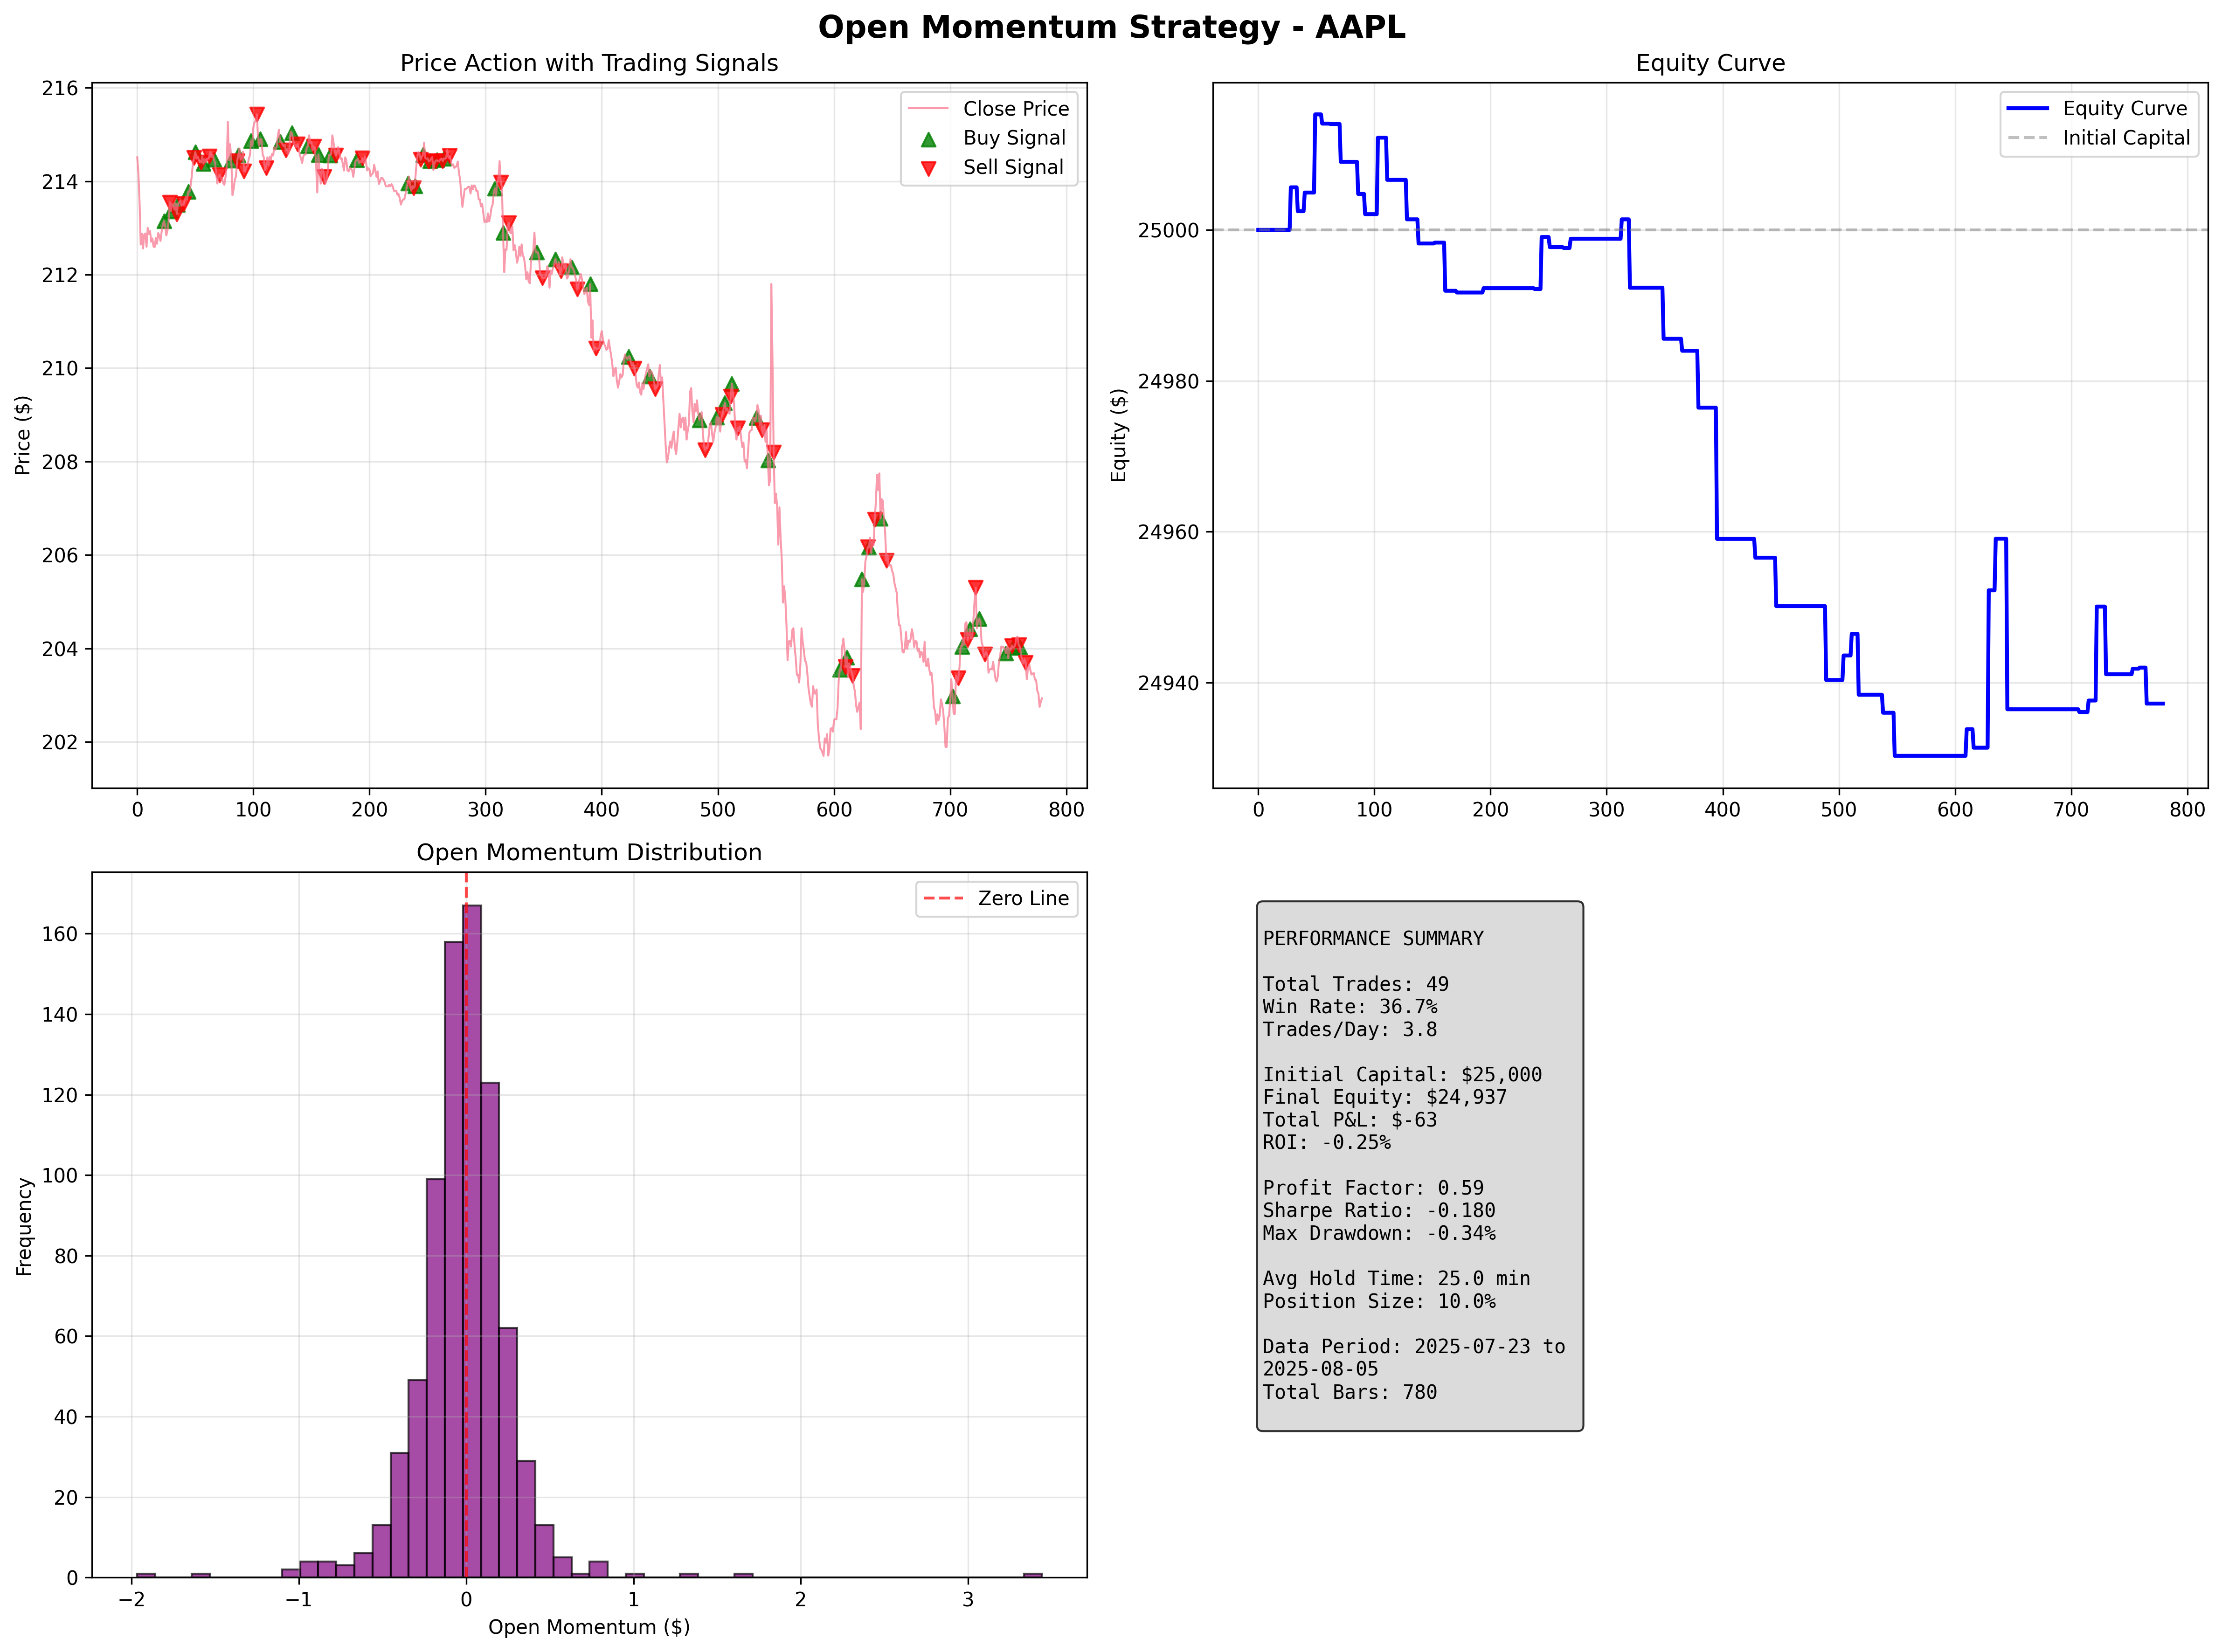 Open Momentum Strategy - AAPL
Price Action with Trading Signals
216
214
212
210
208
206
204
202
Price ($)
0 100 200 300 400 500 600 700 800
Close Price
Buy Signal
Sell Signal
Equity Curve
25000
24980
24960
24940
Equity ($)
0 100 200 300 400 500 600 700 800
Equity Curve
Initial Capital
Open Momentum Distribution
160
140
120
100
80
60
40
20
0
Frequency
−2 −1 0 1 2 3
Open Momentum ($)
Zero Line
PERFORMANCE SUMMARY
Total Trades: 49
Win Rate: 36.7%
Trades/Day: 3.8
Initial Capital: $25,000
Final Equity: $24,937
Total P&L: $-63
ROI: -0.25%
Profit Factor: 0.59
Sharpe Ratio: -0.180
Max Drawdown: -0.34%
Avg Hold Time: 25.0 min
Position Size: 10.0%
Data Period: 2025-07-23 to
2025-08-05
Total Bars: 780